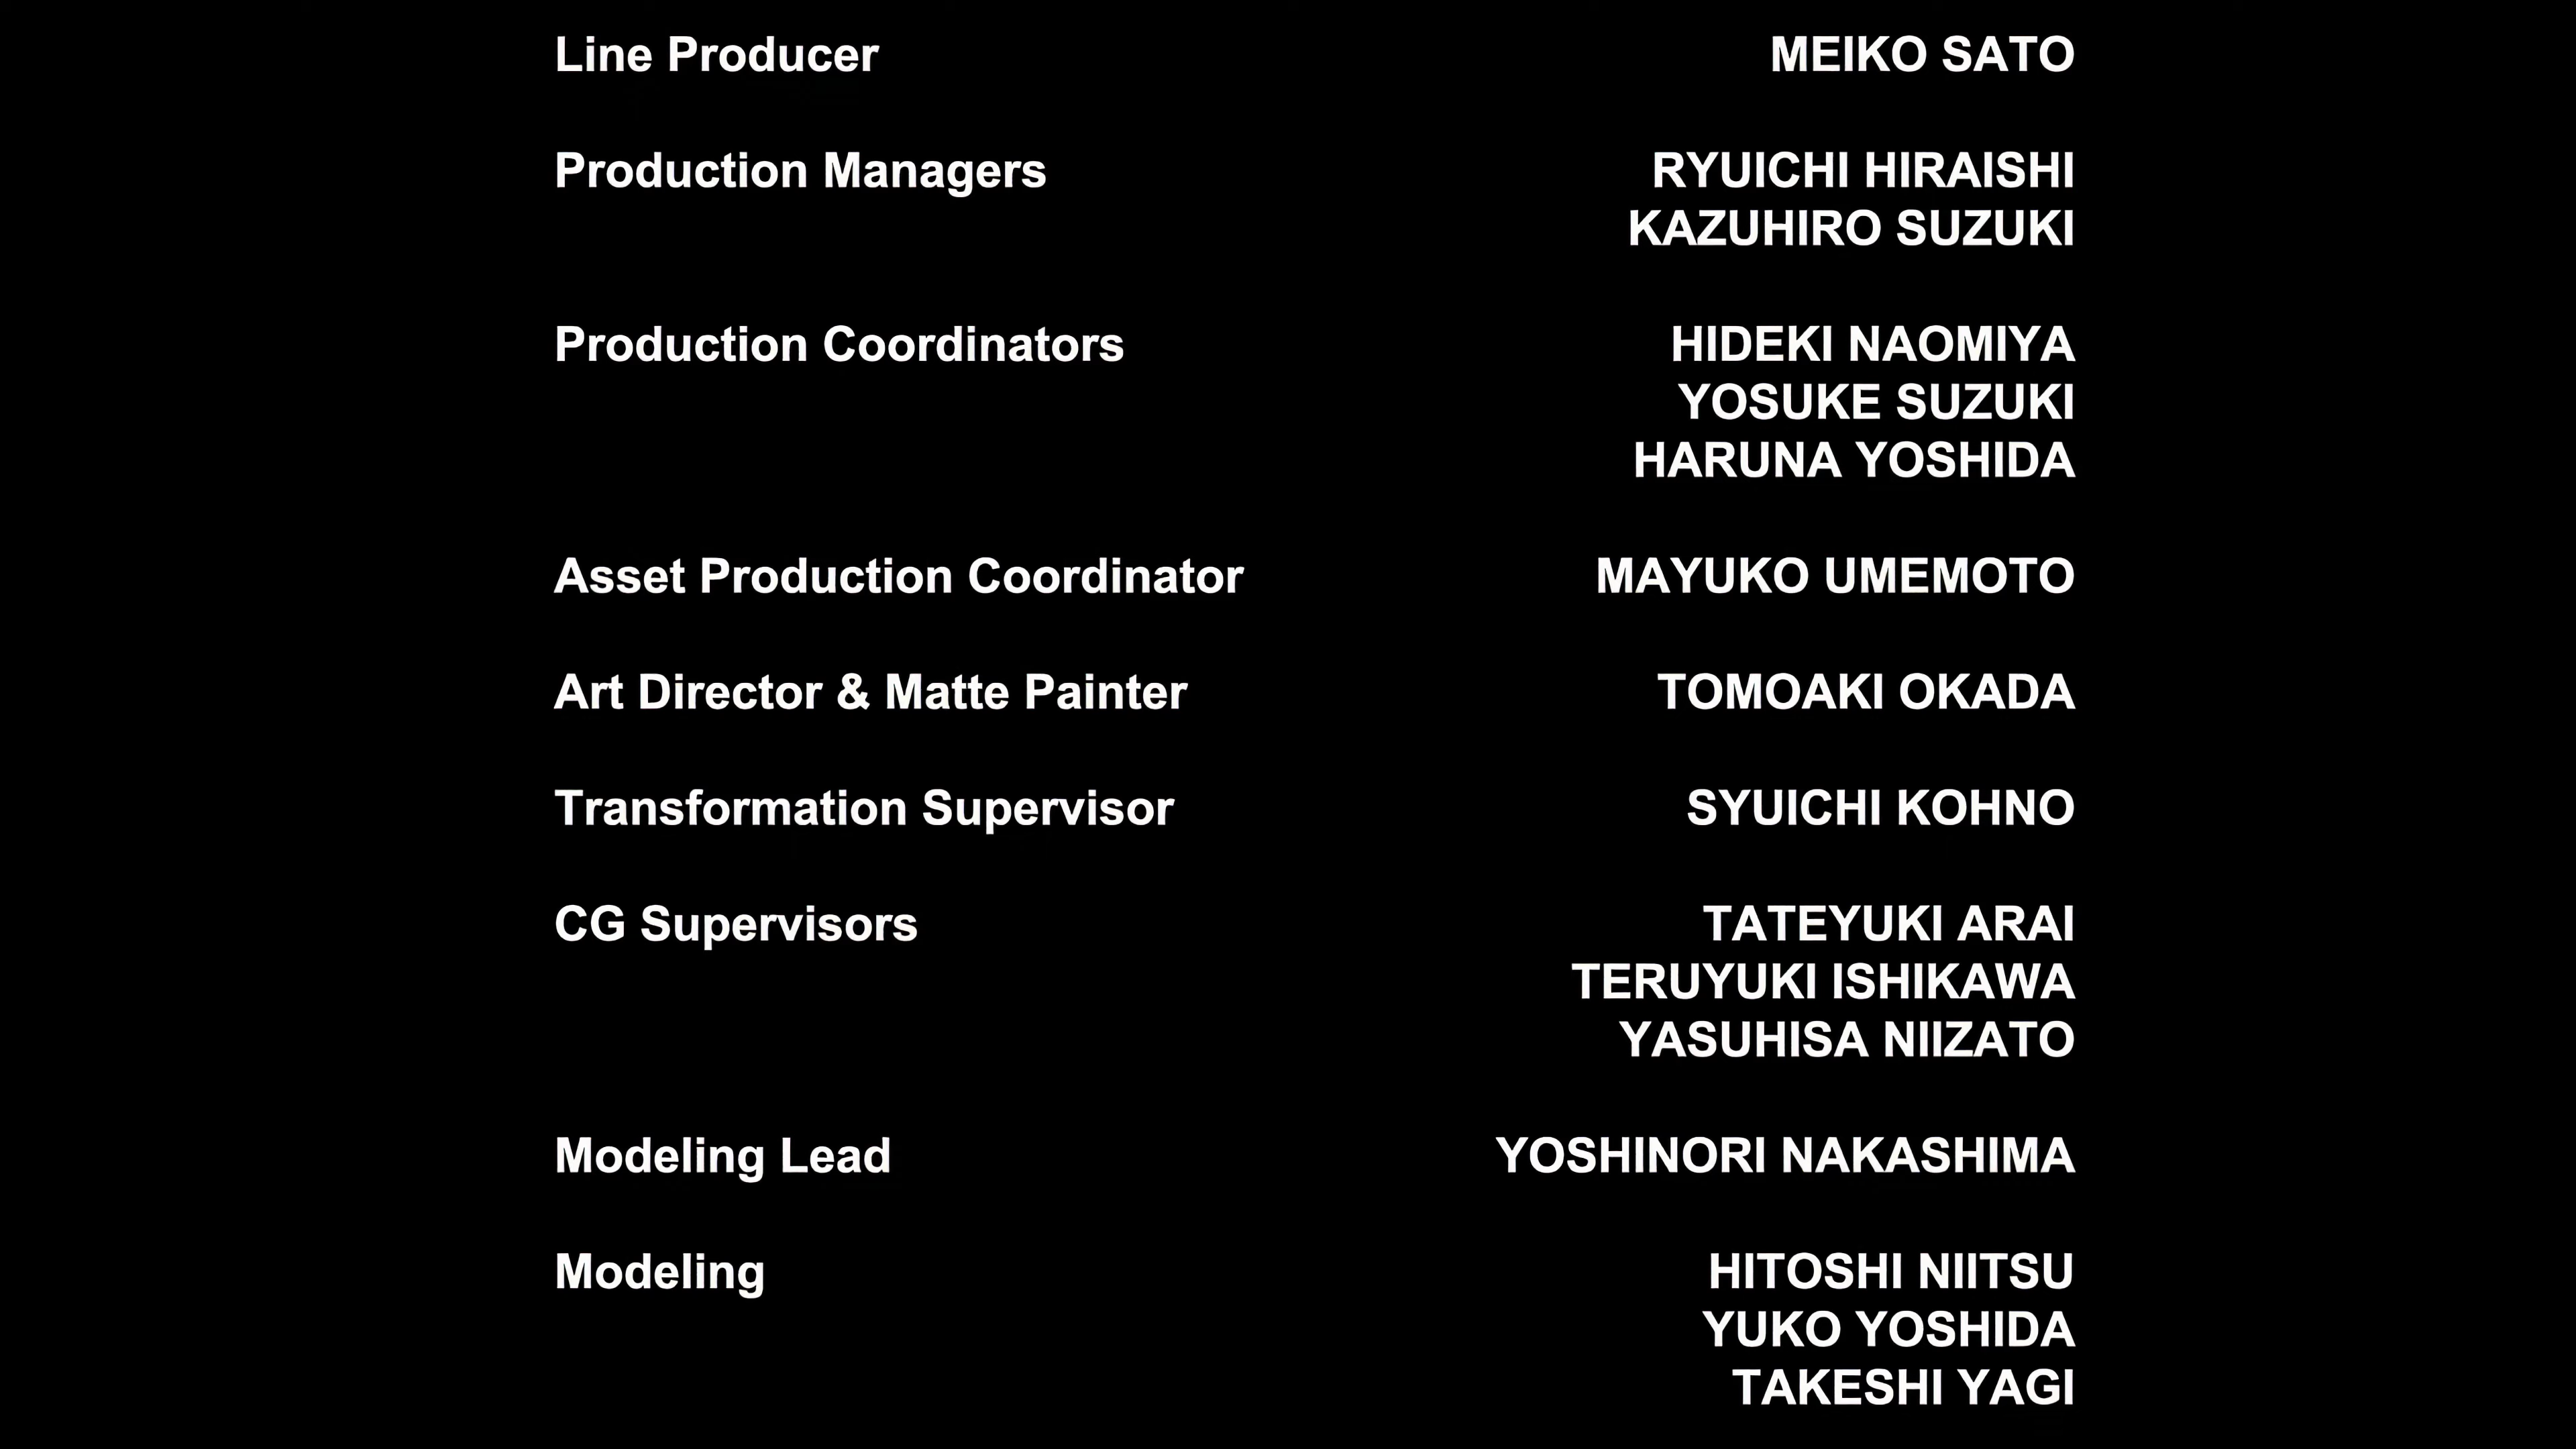 Line Producer MEIKO SATO
Production Managers RYUICHI HIRAISHI
KAZUHIRO SUZUKI
Production Coordinators HIDEKI NAOMIYA
YOSUKE SUZUKI
HARUNA YOSHIDA
Asset Production Coordinator MAYUKO UMEMOTO
Art Director & Matte Painter TOMOAKI OKADA
Transformation Supervisor SYUICHI KOHNO
CG Supervisors TATEYUKI ARAI
TERUYUKI ISHIKAWA
YASUHISA NIIZATO
Modeling Lead YOSHINORI NAKASHIMA
Modeling HITOSHI NIITSU
YUKO YOSHIDA
TAKESHI YAGI